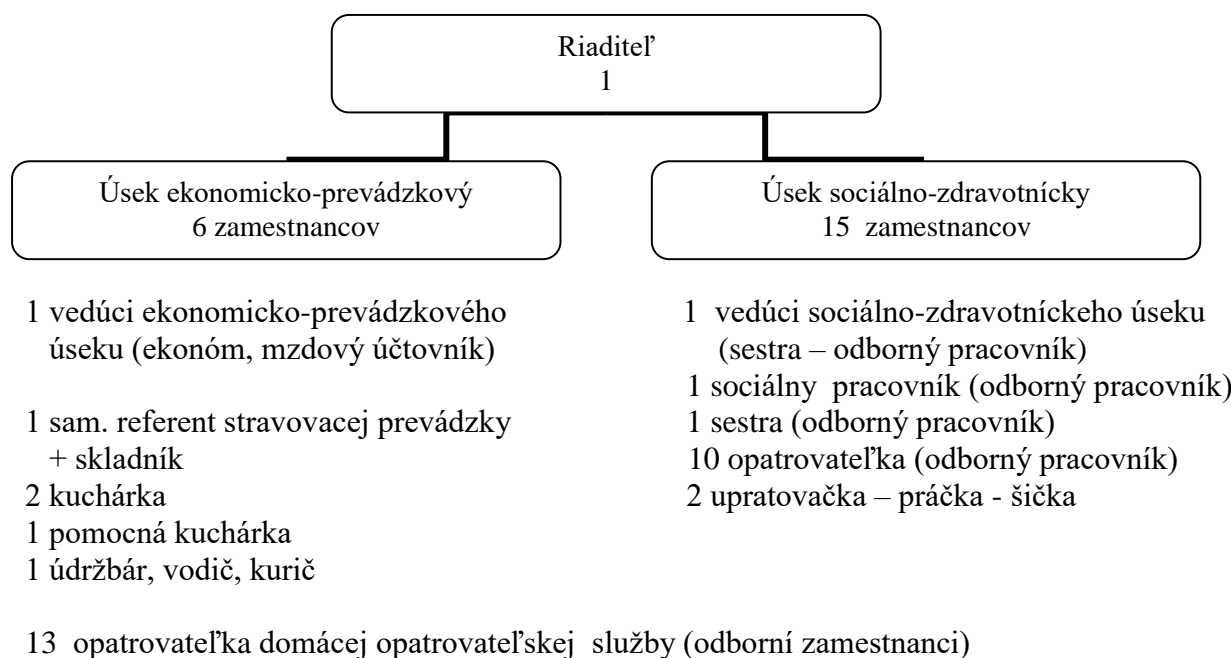 Riaditeľ
1
Úsek ekonomicko-prevádzkový
6 zamestnancov
Úsek sociálno-zdravotnícky
15 zamestnancov
1 vedúci ekonomicko-prevádzkového
úseku (ekonóm, mzdový účtovník)
1 sam. referent stravovacej prevádzky
+ skladník
2 kuchárka
1 pomocná kuchárka
1 údržbár, vodič, kurič
1 vedúci sociálno-zdravotníckeho úseku
(sestra – odborný pracovník)
1 sociálny pracovník (odborný pracovník)
1 sestra (odborný pracovník)
10 opatrovateľka (odborný pracovník)
2 upratovačka – práčka - šička
13 opatrovateľka domácej opatrovateľskej služby (odborní zamestnanci)